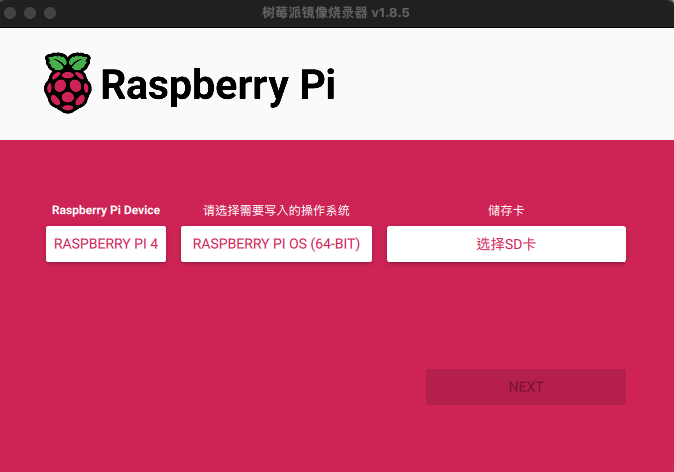 树莓派镜像烧录器 v1.8.5
Raspberry Pi
Raspberry Pi Device
请选择需要写入的操作系统
储存卡
RASPBERRY PI 4
RASPBERRY PI OS (64-BIT)
选择SD卡
NEXT